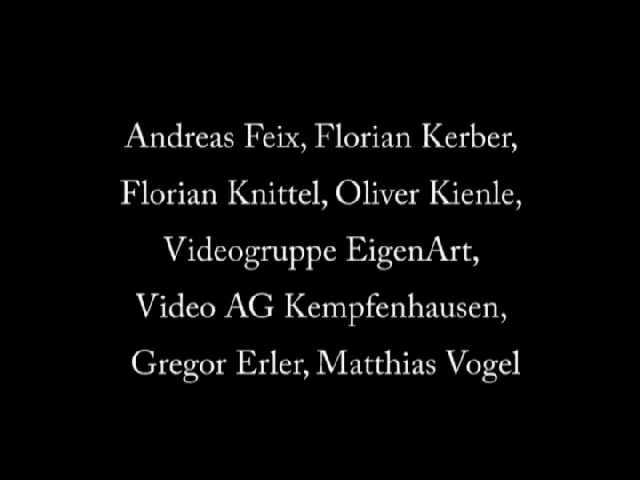 Andreas Feix, Florian Kerber,
Florian Knittel, Oliver Kienle,
Videogruppe EigenArt,
Video AG Kempfenhausen,
Gregor Erler, Matthias Vogel